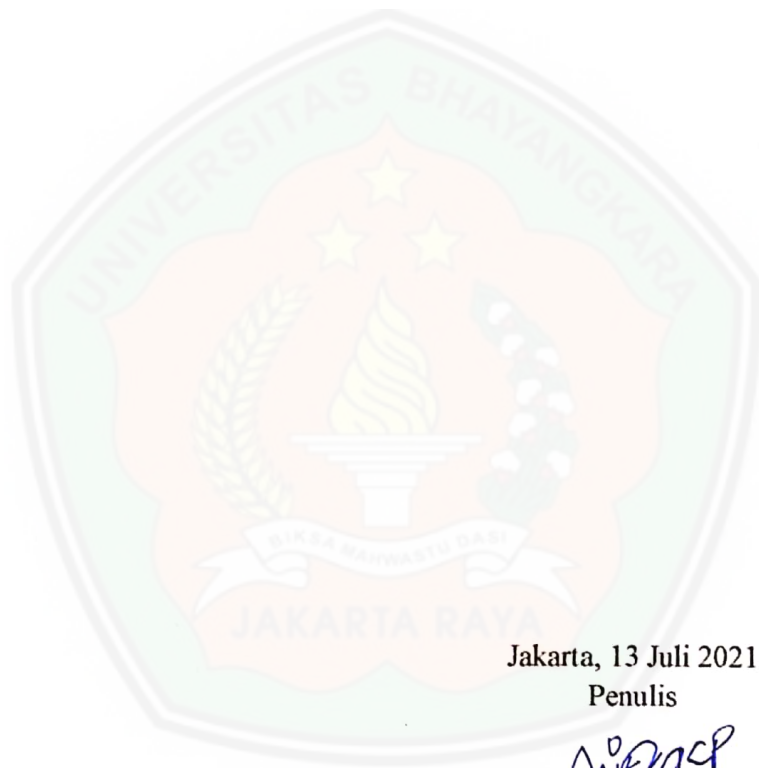 UNIVERSITAS BHAYANGKARA
BIKSA MAHWASTU DASI
JAKARTA RAYA
Jakarta, 13 Juli 2021
Penulis